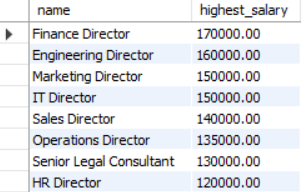 name highest_salary
Finance Director 170000.00
Engineering Director 160000.00
Marketing Director 150000.00
IT Director 150000.00
Sales Director 140000.00
Operations Director 135000.00
Senior Legal Consultant 130000.00
HR Director 120000.00